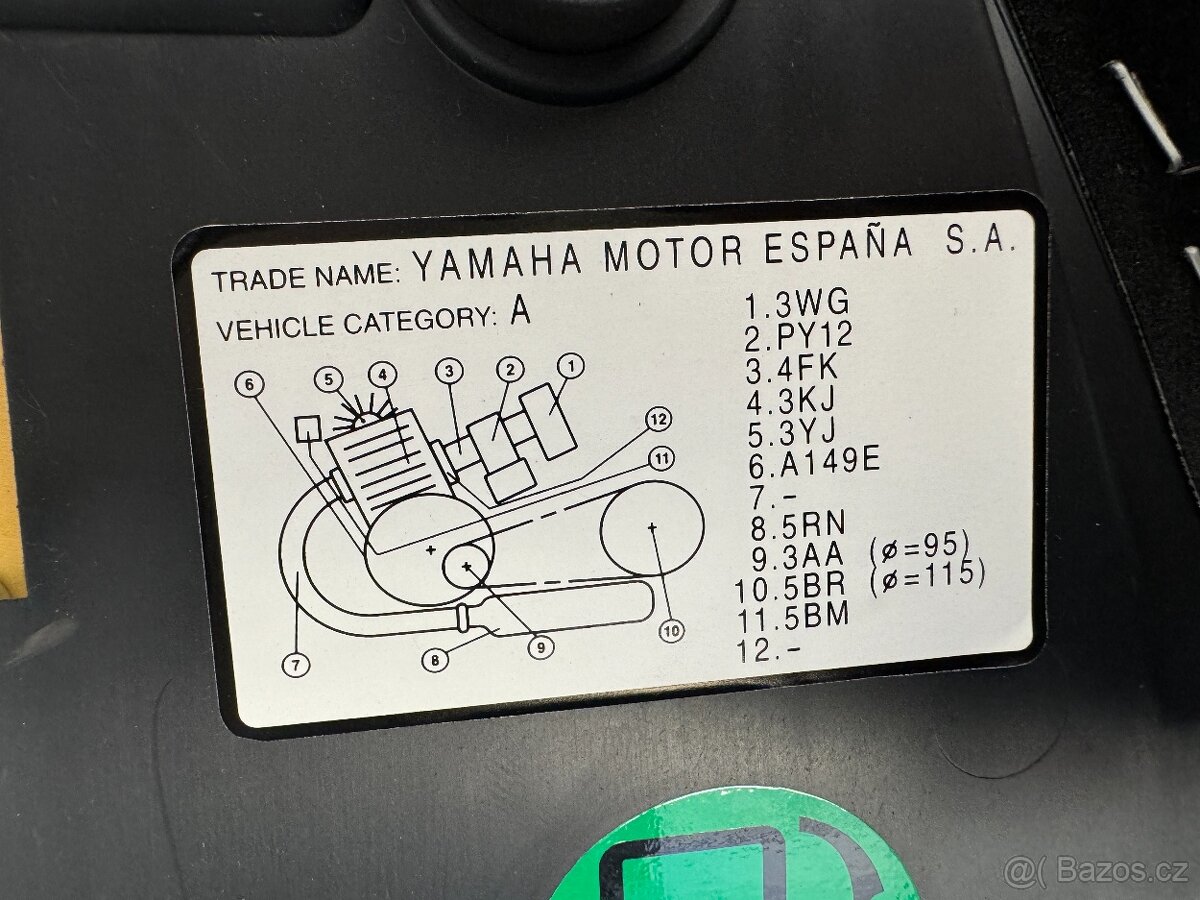 TRADE NAME: YAMAHA MOTOR ESPAÑA S.A.
VEHICLE CATEGORY: A
1.3WG
2.PY12
3.4FK
4.3KJ
5.3YJ
6.A149E
7.-
8.5RN
9.3AA (ø=95)
10.5BR (ø=115)
11.5BM
12.-
6
5
4
3
2
1
12
11
7
8
9
10
@( Bazos.cz